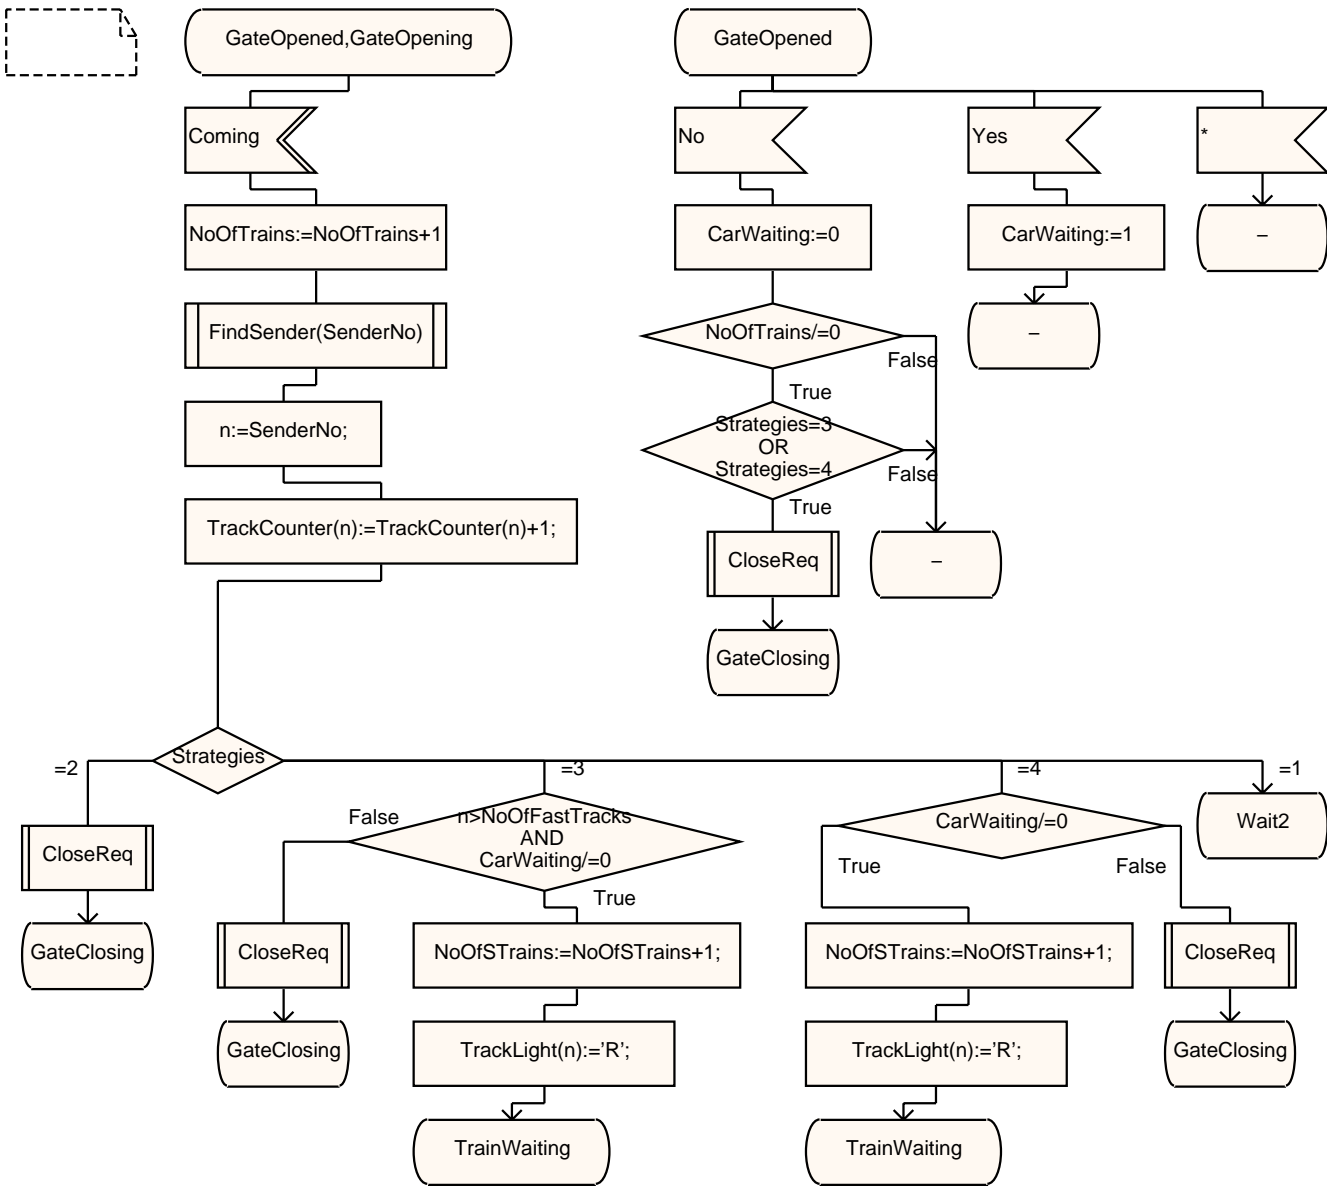 GateOpened,GateOpening
GateOpened
Coming
No
Yes
*
NoOfTrains:=NoOfTrains+1
CarWaiting:=0
CarWaiting:=1
–
FindSender(SenderNo)
NoOfTrains/=0
–
False
True
n:=SenderNo;
Strategies=3
OR
Strategies=4
False
True
TrackCounter(n):=TrackCounter(n)+1;
CloseReq
–
GateClosing
Strategies
=2
=3
=4
=1
False
n>NoOfFastTracks
AND
CarWaiting/=0
CarWaiting/=0
Wait2
CloseReq
True
True
False
GateClosing
CloseReq
NoOfSTrains:=NoOfSTrains+1;
NoOfSTrains:=NoOfSTrains+1;
CloseReq
GateClosing
TrackLight(n):=’R’;
TrackLight(n):=’R’;
GateClosing
TrainWaiting
TrainWaiting